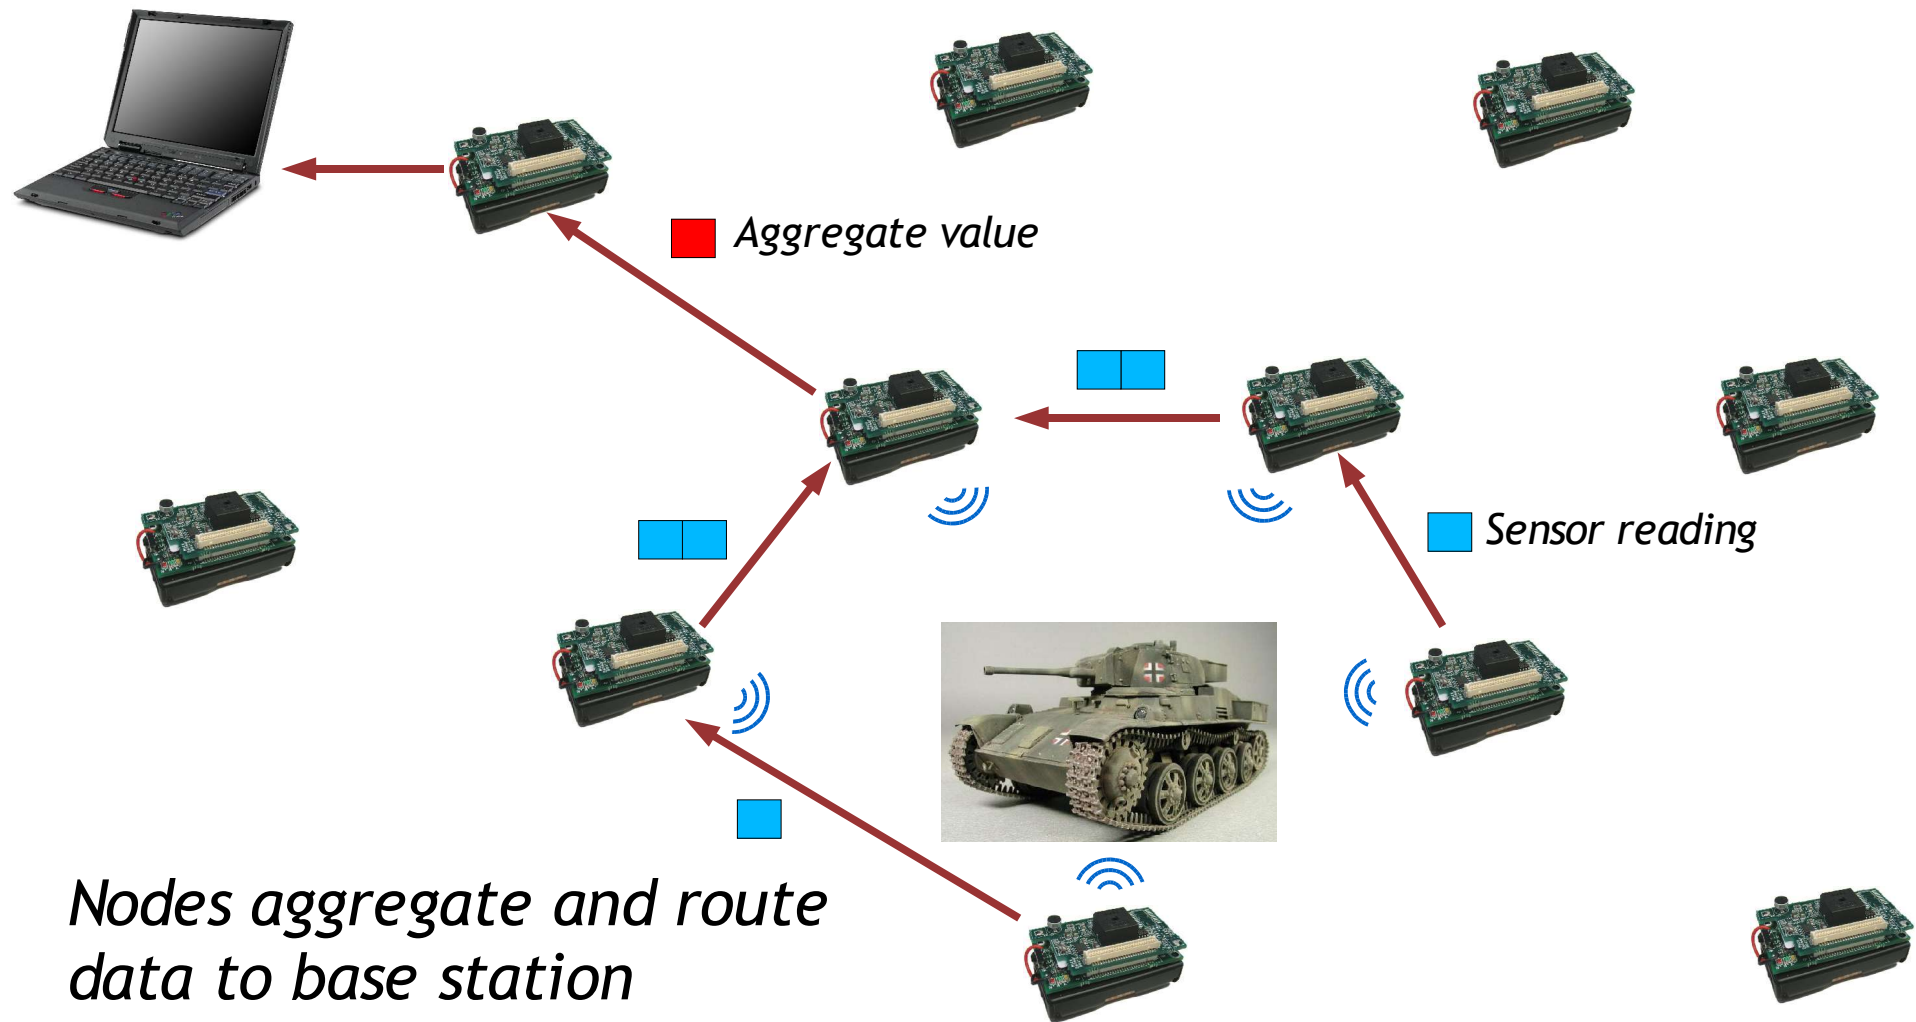 Aggregate value
Sensor reading
Nodes aggregate and route
data to base station